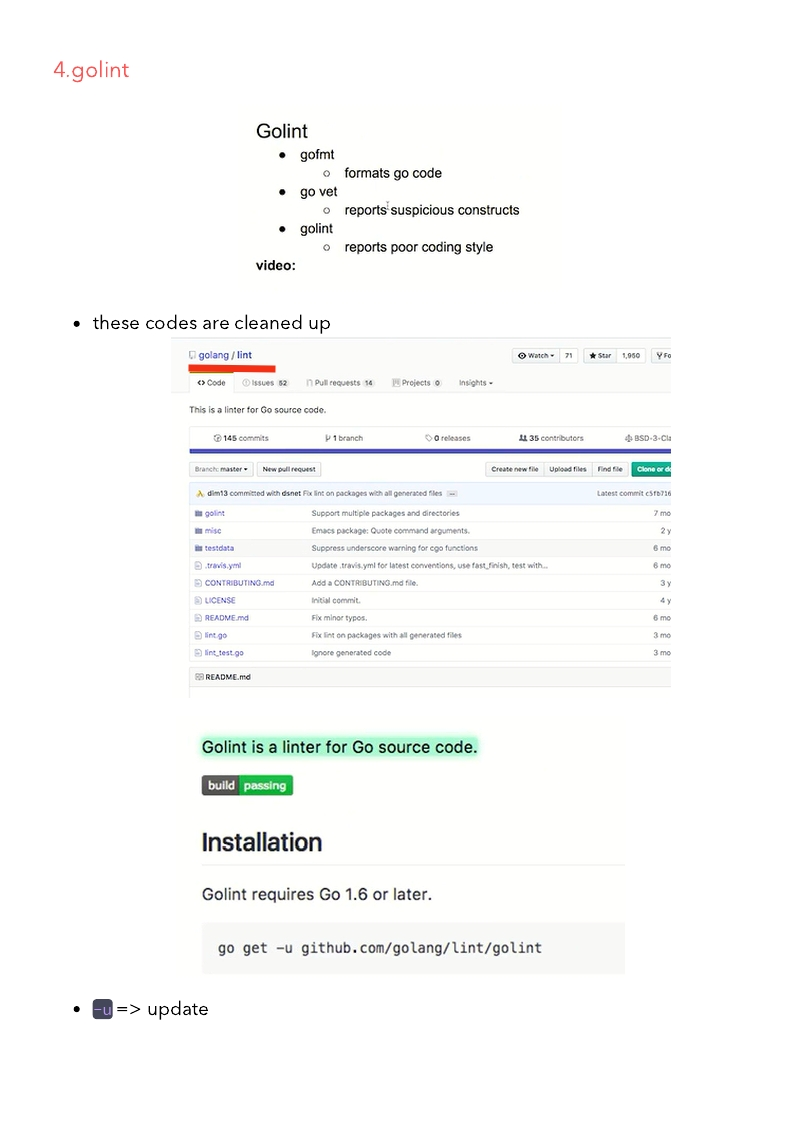 4.golint
Golint
● gofmt
○ formats go code
● go vet
○ reports suspicious constructs
● golint
○ reports poor coding style
video:
• these codes are cleaned up
golang / lint Watch 71 Star 1,950 Fo
Code Issues 52 Pull requests 14 Projects 0 Insights
This is a linter for Go source code.
145 commits 1 branch 0 releases 35 contributors BSD-3-Cla
Branch: master New pull request Create new file Upload files Find file Clone or do
dim13 committed with dsnet Fix lint on packages with all generated files ... Latest commit c5fb716
golint Support multiple packages and directories 7 mo
misc Emacs package: Quote command arguments. 2 y
testdata Suppress underscore warning for cgo functions 6 mo
.travis.yml Update .travis.yml for latest conventions, use fast_finish, test with... 6 mo
CONTRIBUTING.md Add a CONTRIBUTING.md file. 3 y
LICENSE Initial commit. 4 y
README.md Fix minor typos. 6 mo
lint.go Fix lint on packages with all generated files 3 mo
lint_test.go Ignore generated code 3 mo
README.md
Golint is a linter for Go source code.
build passing
Installation
Golint requires Go 1.6 or later.
go get -u github.com/golang/lint/golint
• -u => update